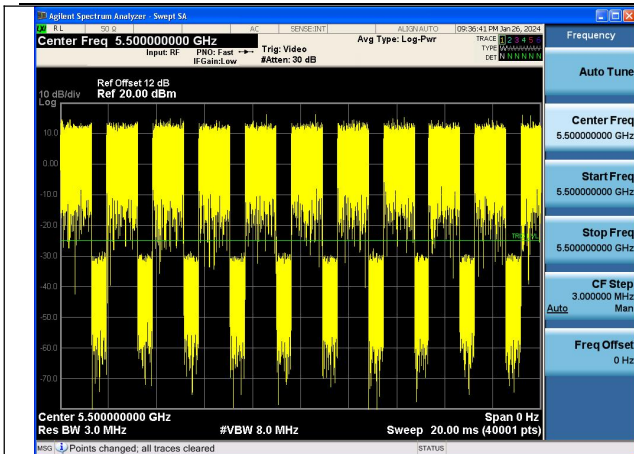 Agilent Spectrum Analyzer - Swept SA
RL 50 Ω AC SENSE:INT ALIGN AUTO 09:36:41 PM Jan 26, 2024
Center Freq 5.500000000 GHz
Input: RF PNO: Fast Trig: Video Avg Type: Log-Pwr TRACE 1 2 3 4 5 6
IFGain:Low #Atten: 30 dB TYPE
DET N N N N N N
Frequency
Auto Tune
Center Freq
5.500000000 GHz
Start Freq
5.500000000 GHz
Stop Freq
5.500000000 GHz
CF Step
3.000000 MHz
Auto Man
Freq Offset
0 Hz
Ref Offset 12 dB
10 dB/div Ref 20.00 dBm
Log
10.0
0.00
-10.0
-20.0
-30.0
-40.0
-50.0
-60.0
-70.0
Center 5.500000000 GHz Span 0 Hz
Res BW 3.0 MHz #VBW 8.0 MHz Sweep 20.00 ms (40001 pts)
MSG Points changed; all traces cleared STATUS